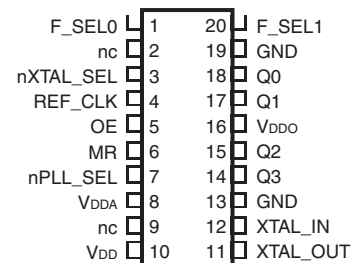 F_SEL0 1 20 F_SEL1
nc 2 19 GND
nXTAL_SEL 3 18 Q0
REF_CLK 4 17 Q1
OE 5 16 VDDO
MR 6 15 Q2
nPLL_SEL 7 14 Q3
VDDA 8 13 GND
nc 9 12 XTAL_IN
VDD 10 11 XTAL_OUT